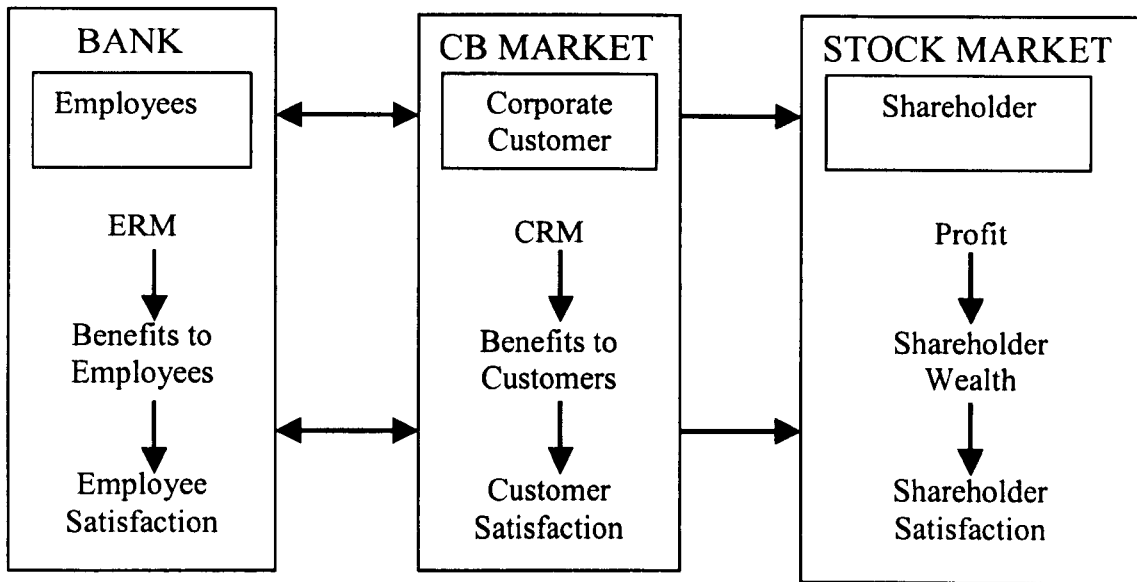 BANK
Employees
ERM
Benefits to
Employees
Employee
Satisfaction
CB MARKET
Corporate
Customer
CRM
Benefits to
Customers
Customer
Satisfaction
STOCK MARKET
Shareholder
Profit
Shareholder
Wealth
Shareholder
Satisfaction